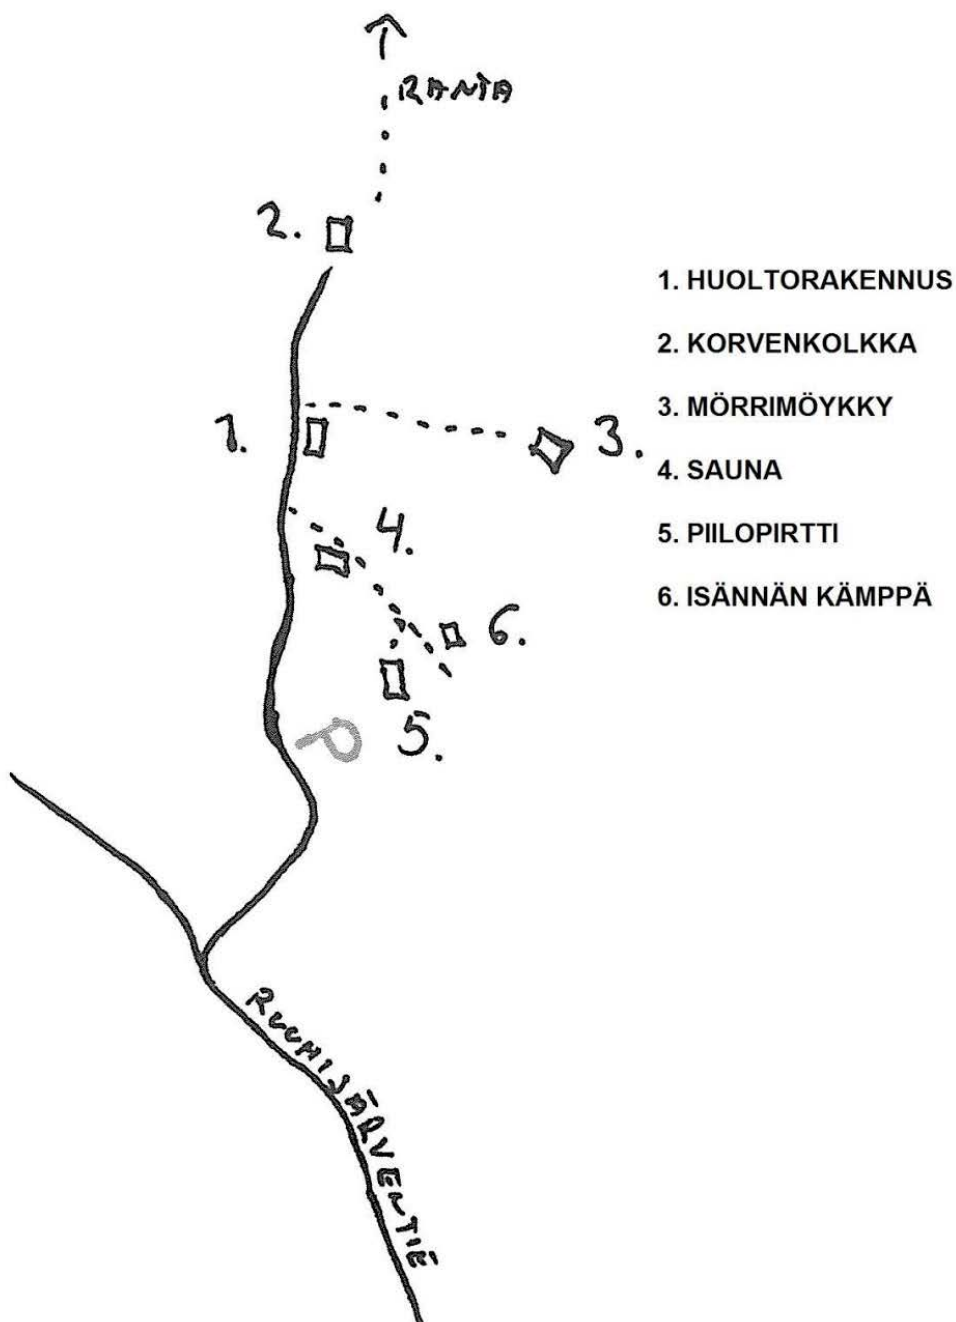 RANTA
2.
1. HUOLTORAKENNUS
2. KORVENKOLKKA
3. MÖRRIMÖYKKY
4. SAUNA
5. PIILOPIRTTI
6. ISÄNNÄN KÄMPPÄ
1.
3.
4.
6.
5.
P
RUUHIJÄRVENTIE